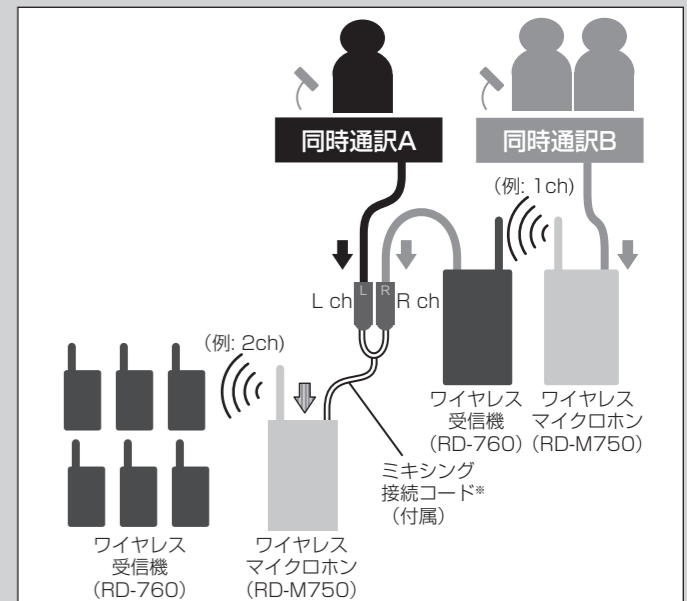 同時通訳A
同時通訳B
（例: 1ch）
L
R
L ch
R ch
（例: 2ch）
ワイヤレス
受信機
（RD-760）
ワイヤレス
マイクロホン
（RD-M750）
ミキシング
接続コード※
（付属）
ワイヤレス
受信機
（RD-760）
ワイヤレス
マイクロホン
（RD-M750）